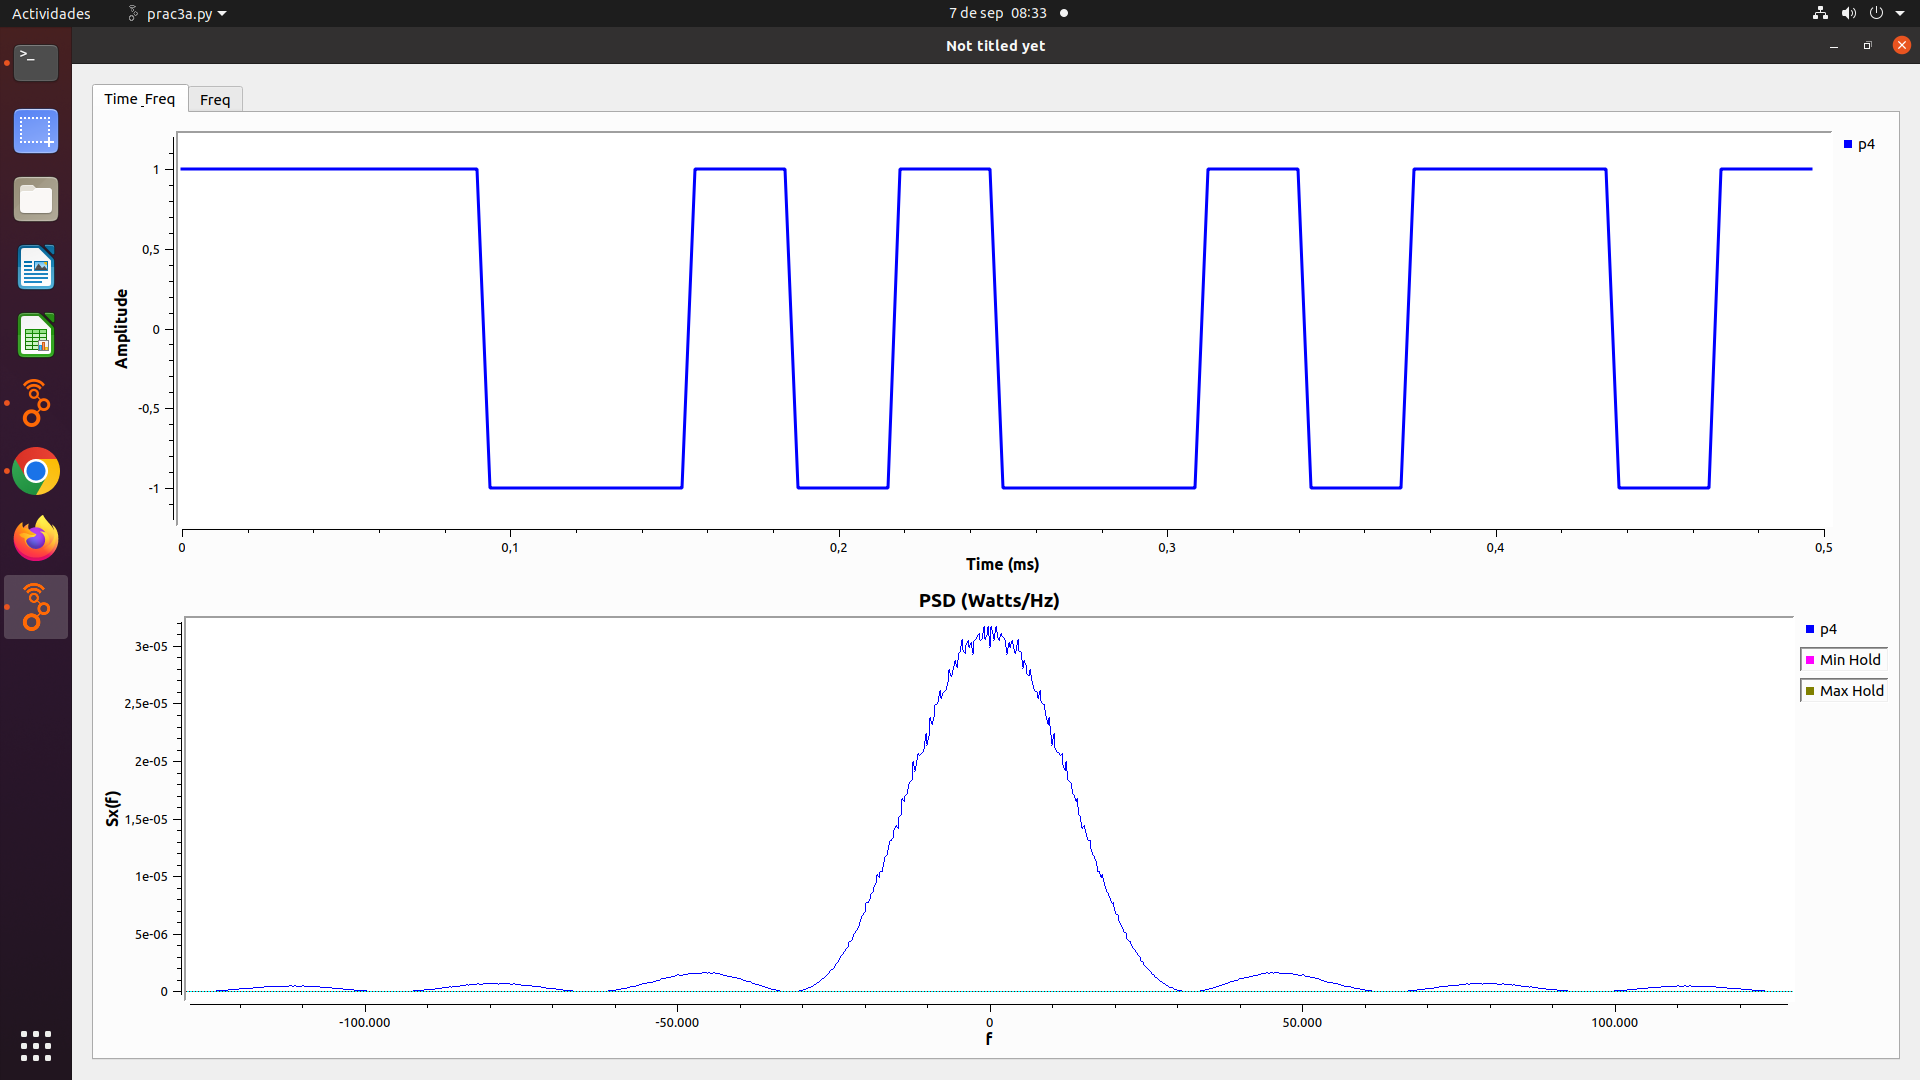 Actividades
prac3a.py
7 de sep 08:33
Not titled yet
Time_Freq
Freq
p4
1
0,5
0
-0,5
-1
Amplitude
0
0,1
0,2
0,3
0,4
0,5
Time (ms)
PSD (Watts/Hz)
p4
Min Hold
Max Hold
3e-05
2,5e-05
2e-05
1,5e-05
1e-05
5e-06
0
Sx(f)
-100.000
-50.000
0
50.000
100.000
f